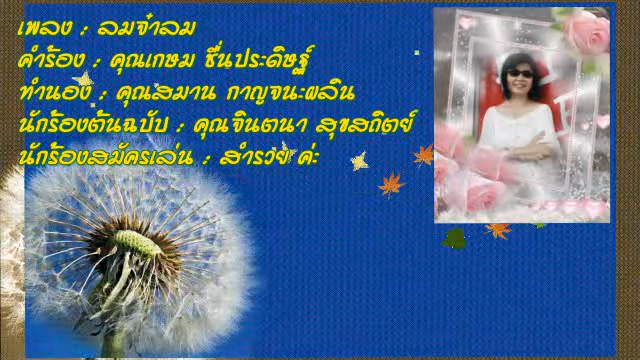 เพลง : ลมจ๋าลม
คำร้อง : คุณเกษม ชื่นประดิษฐ์
ทำนอง : คุณสมาน กาญจนะผลิน
นักร้องต้นฉบับ : คุณจินตนา สุขสถิตย์
นักร้องสมัครเล่น : สำรวย ค่ะ